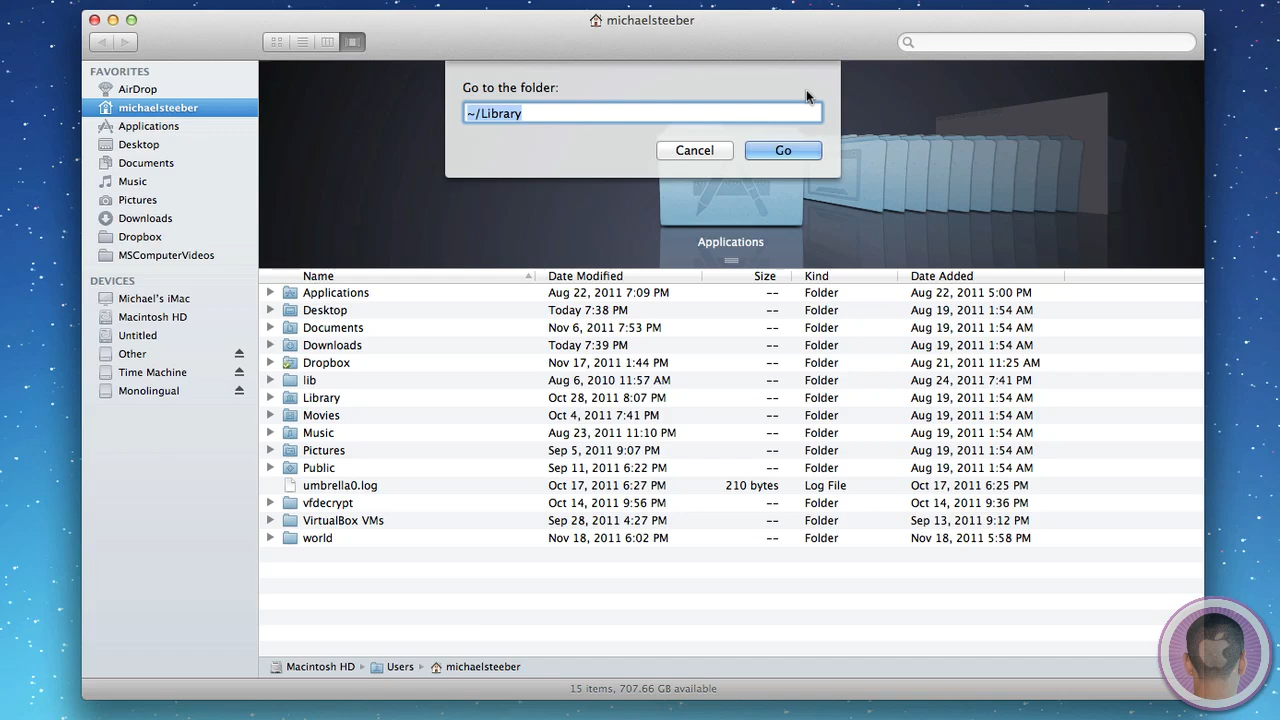 michaelsteeber
FAVORITES
AirDrop
michaelsteeber
Applications
Desktop
Documents
Music
Pictures
Downloads
Dropbox
MSComputerVideos
DEVICES
Michael's iMac
Macintosh HD
Untitled
Other
Time Machine
Monolingual
Go to the folder:
~/Library
Cancel Go
Applications
Name Date Modified Size Kind Date Added
Applications Aug 22, 2011 7:09 PM -- Folder Aug 22, 2011 5:00 PM
Desktop Today 7:38 PM -- Folder Aug 19, 2011 1:54 AM
Documents Nov 6, 2011 7:53 PM -- Folder Aug 19, 2011 1:54 AM
Downloads Today 7:39 PM -- Folder Aug 19, 2011 1:54 AM
Dropbox Nov 17, 2011 1:44 PM -- Folder Aug 21, 2011 11:25 AM
lib Aug 6, 2010 11:57 AM -- Folder Aug 24, 2011 7:41 PM
Library Oct 28, 2011 8:07 PM -- Folder Aug 19, 2011 1:54 AM
Movies Oct 4, 2011 7:41 PM -- Folder Aug 19, 2011 1:54 AM
Music Aug 23, 2011 11:10 PM -- Folder Aug 19, 2011 1:54 AM
Pictures Sep 5, 2011 9:07 PM -- Folder Aug 19, 2011 1:54 AM
Public Sep 11, 2011 6:22 PM -- Folder Aug 19, 2011 1:54 AM
umbrella0.log Oct 17, 2011 6:27 PM 210 bytes Log File Oct 17, 2011 6:25 PM
vfdecrypt Oct 14, 2011 9:56 PM -- Folder Oct 14, 2011 9:36 PM
VirtualBox VMs Sep 28, 2011 4:27 PM -- Folder Sep 13, 2011 9:12 PM
world Nov 18, 2011 6:02 PM -- Folder Nov 18, 2011 5:58 PM
Macintosh HD Users michaelsteeber
15 items, 707.66 GB available